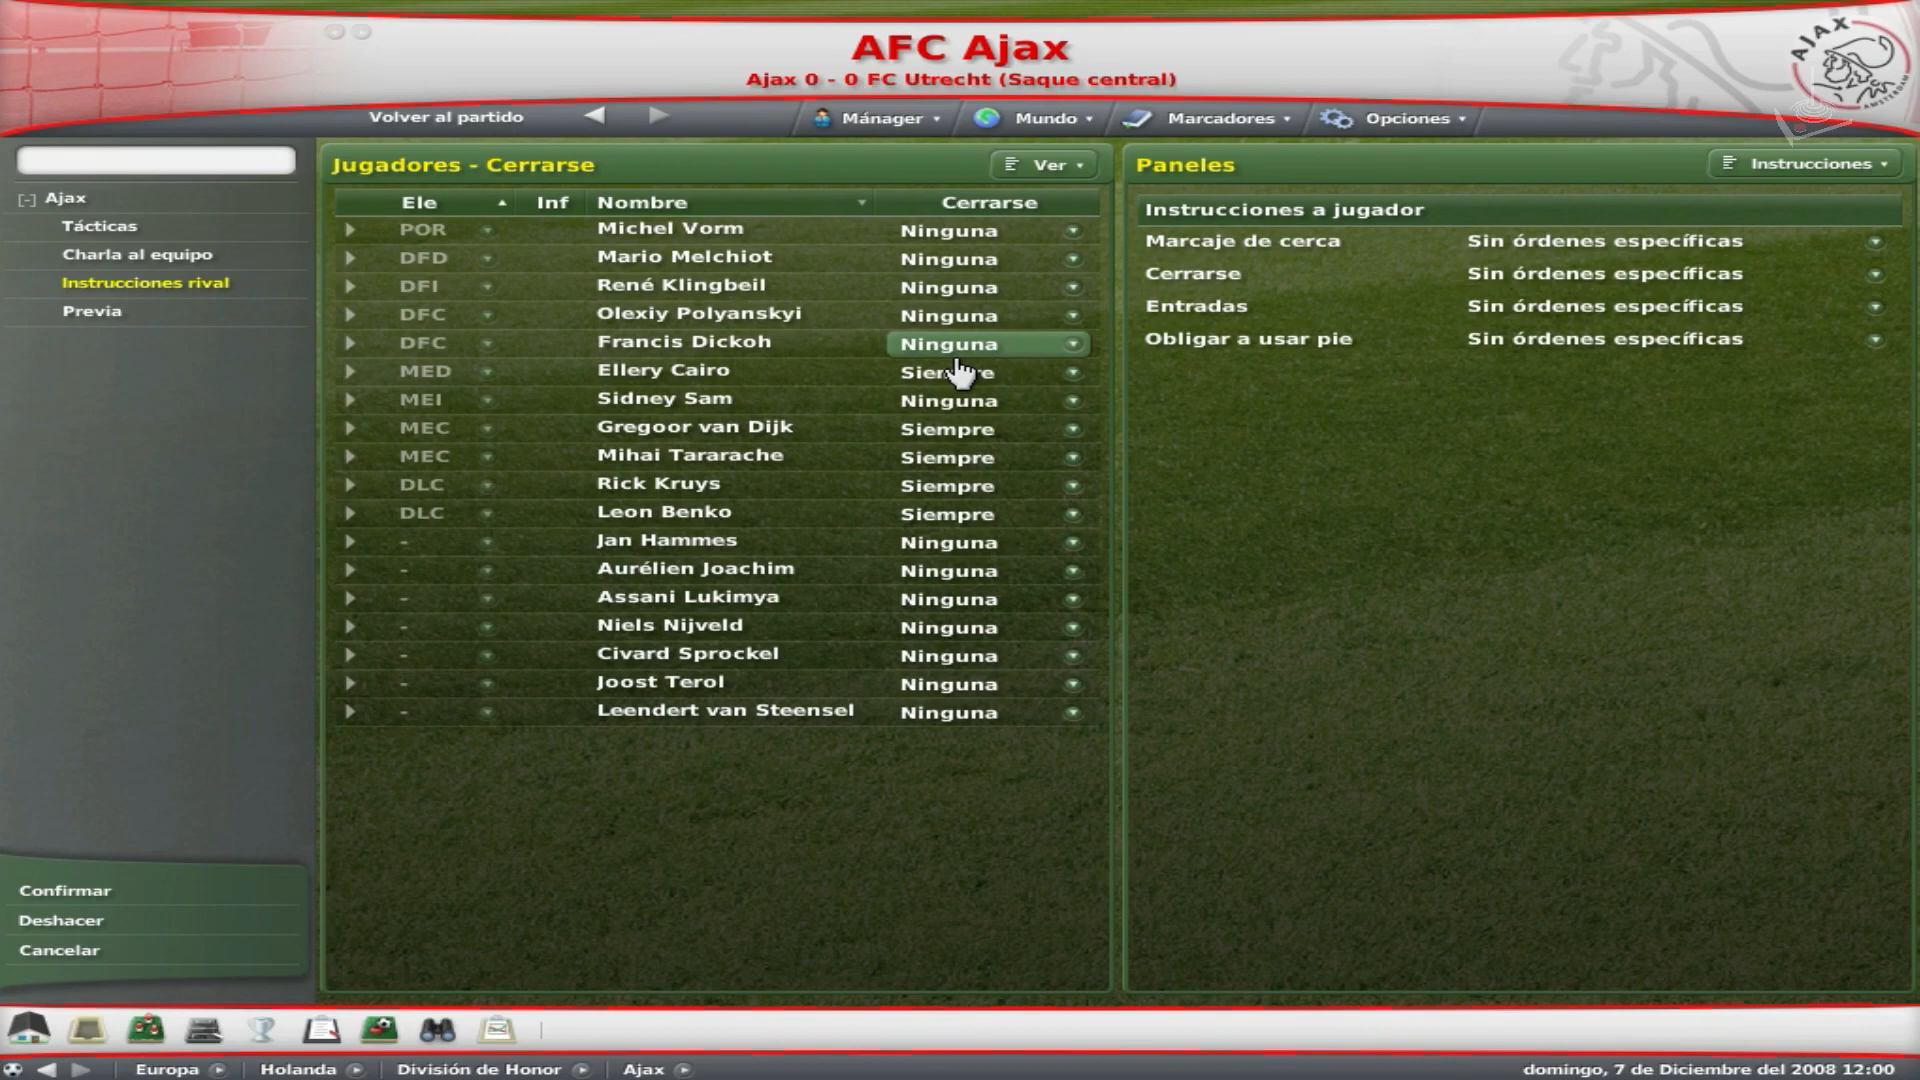 AFC Ajax
Ajax 0 - 0 FC Utrecht (Saque central)
AJAX
AMSTERDAM
Volver al partido
Mánager
Mundo
Marcadores
Opciones
[-] Ajax
Tácticas
Charla al equipo
Instrucciones rival
Previa
Jugadores - Cerrarse
Ver
Ele Inf Nombre Cerrarse
POR Michel Vorm Ninguna
DFD Mario Melchiot Ninguna
DFI René Klingbeil Ninguna
DFC Olexiy Polyanskyi Ninguna
DFC Francis Dickoh Ninguna
MED Ellery Cairo
MEI Sidney Sam Ninguna
MEC Gregoor van Dijk Siempre
MEC Mihai Tararache Siempre
DLC Rick Kruys Siempre
DLC Leon Benko Siempre
- Jan Hammes Ninguna
- Aurélien Joachim Ninguna
- Assani Lukimya Ninguna
- Niels Nijveld Ninguna
- Civard Sprockel Ninguna
- Joost Terol Ninguna
- Leendert van Steensel Ninguna
Paneles
Instrucciones
Instrucciones a jugador
Marcaje de cerca Sin órdenes específicas
Cerrarse Sin órdenes específicas
Entradas Sin órdenes específicas
Obligar a usar pie Sin órdenes específicas
Confirmar
Deshacer
Cancelar
Europa
Holanda
División de Honor
Ajax
domingo, 7 de Diciembre del 2008 12:00